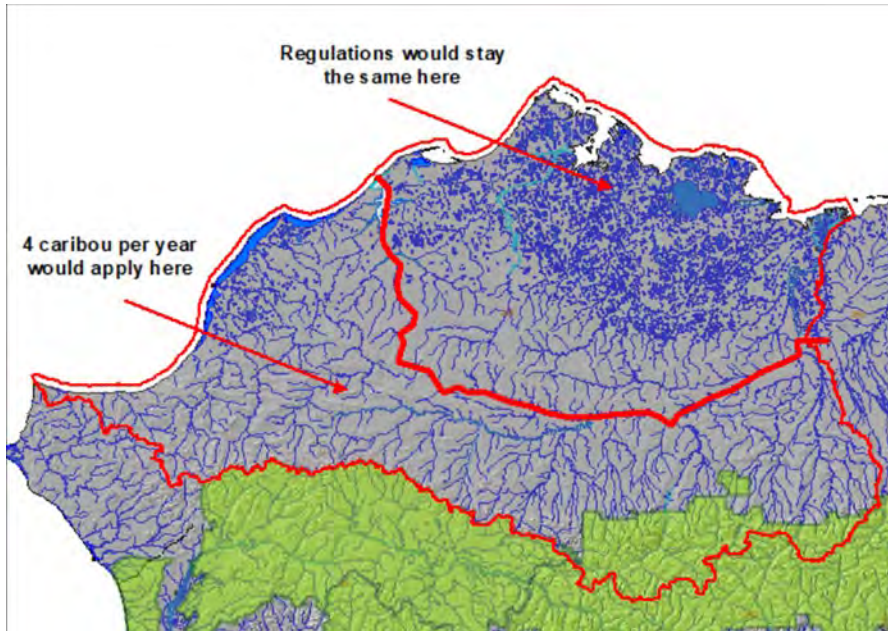 Regulations would stay
the same here
4 caribou per year
would apply here